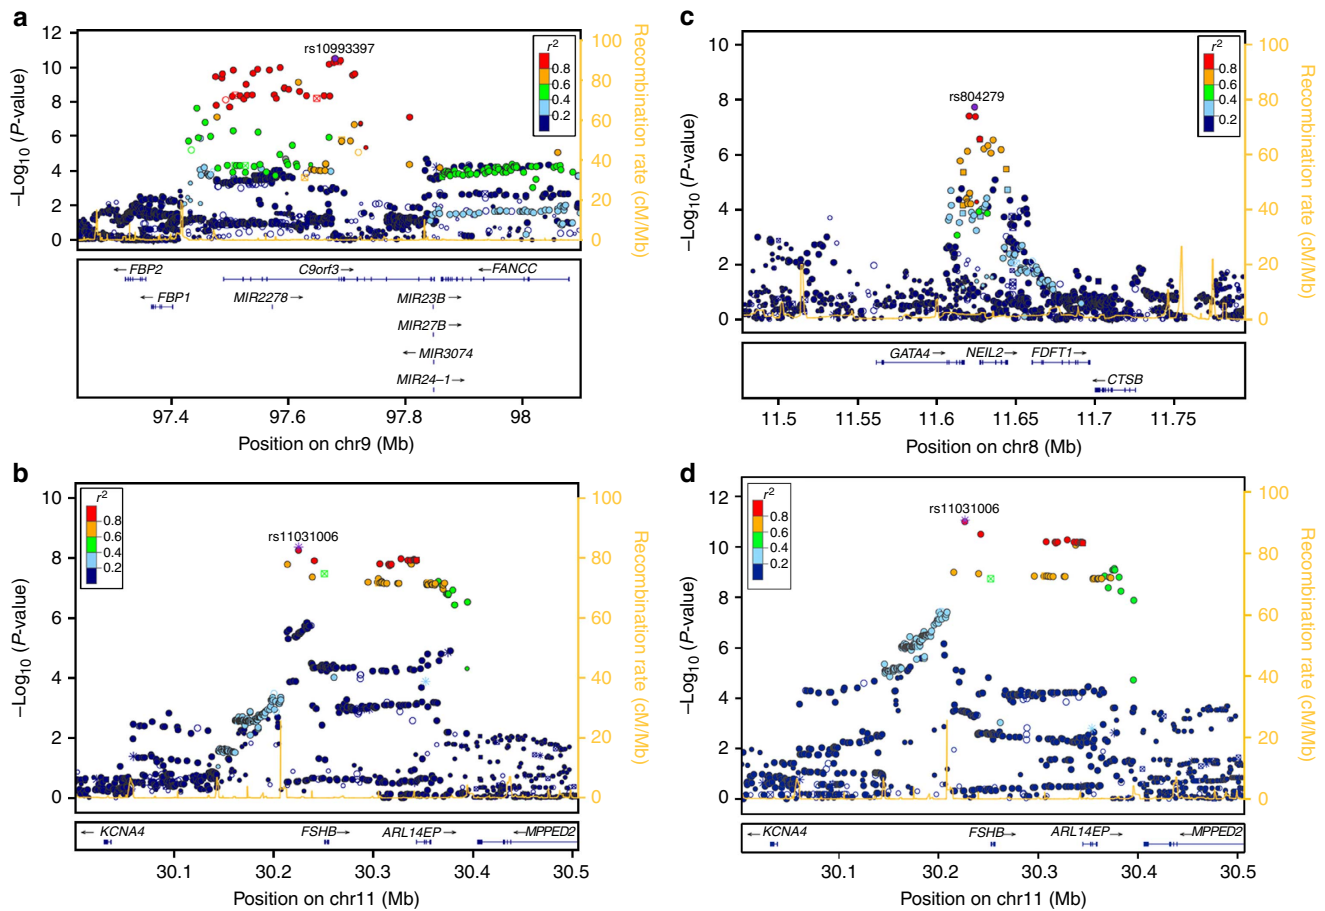 a
12
10
8
6
4
2
0
–Log10 (P-value)
rs10993397
r2
0.8
0.6
0.4
0.2
100
80
60
40
20
0
Recombination rate (cM/Mb)
← FBP2
C9orf3 →
← FANCC
← FBP1
MIR2278 →
MIR23B →
MIR27B →
← MIR3074
MIR24–1 →
97.4
97.6
97.8
98
Position on chr9 (Mb)
c
10
8
6
4
2
0
–Log10 (P-value)
rs804279
r2
0.8
0.6
0.4
0.2
100
80
60
40
20
0
Recombination rate (cM/Mb)
GATA4 →
NEIL2 →
FDFT1 →
← CTSB
11.5
11.55
11.6
11.65
11.7
11.75
Position on chr8 (Mb)
b
10
8
6
4
2
0
–Log10 (P-value)
r2
0.8
0.6
0.4
0.2
rs11031006
100
80
60
40
20
0
Recombination rate (cM/Mb)
← KCNA4
FSHB →
ARL14EP →
← MPPED2
30.1
30.2
30.3
30.4
30.5
Position on chr11 (Mb)
d
12
10
8
6
4
2
0
–Log10 (P-value)
r2
0.8
0.6
0.4
0.2
rs11031006
100
80
60
40
20
0
Recombination rate (cM/Mb)
← KCNA4
FSHB →
ARL14EP →
← MPPED2
30.1
30.2
30.3
30.4
30.5
Position on chr11 (Mb)